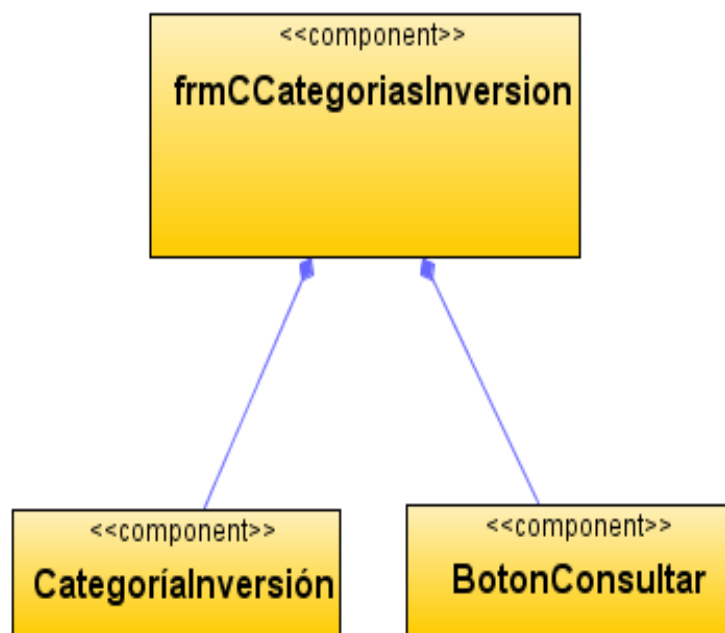 <<component>>
frmCCategoriasInversion
<<component>>
CategoríaInversión
<<component>>
BotonConsultar